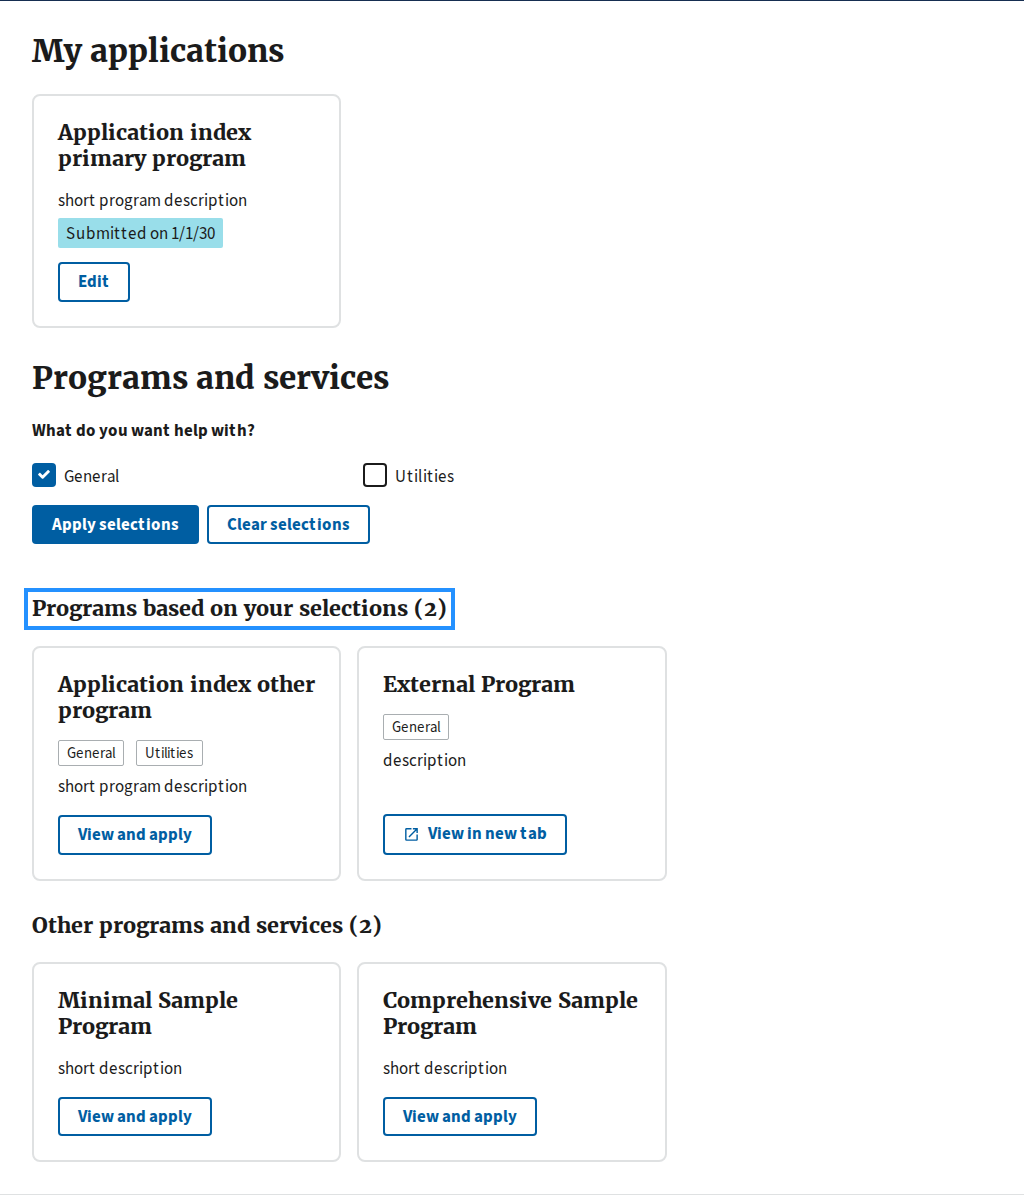 My applications
Application index
primary program
short program description
Submitted on 1/1/30
Edit
Programs and services
What do you want help with?
General
Utilities
Apply selections
Clear selections
Programs based on your selections (2)
Application index other
program
General
Utilities
short program description
View and apply
External Program
General
description
View in new tab
Other programs and services (2)
Minimal Sample
Program
short description
View and apply
Comprehensive Sample
Program
short description
View and apply